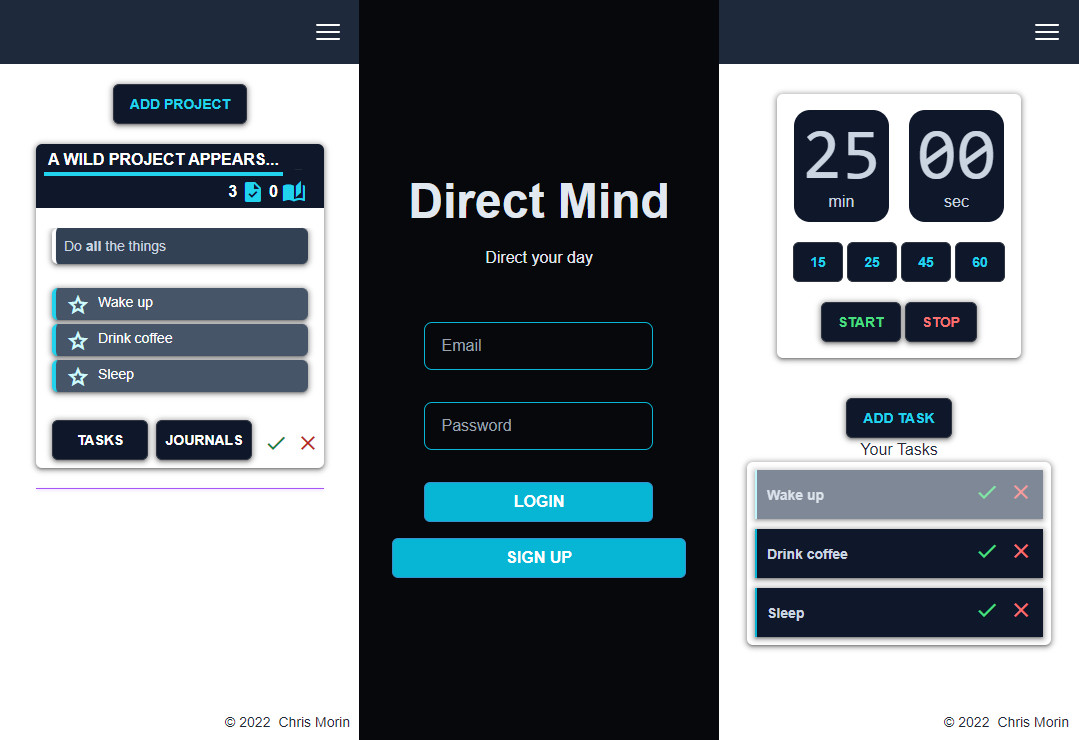 ADD PROJECT
A WILD PROJECT APPEARS...
3 0
Do all the things
Wake up
Drink coffee
Sleep
TASKS JOURNALS
© 2022 Chris Morin
Direct Mind
Direct your day
Email
Password
LOGIN
SIGN UP
25 00
min sec
15 25 45 60
START STOP
ADD TASK
Your Tasks
Wake up
Drink coffee
Sleep
© 2022 Chris Morin